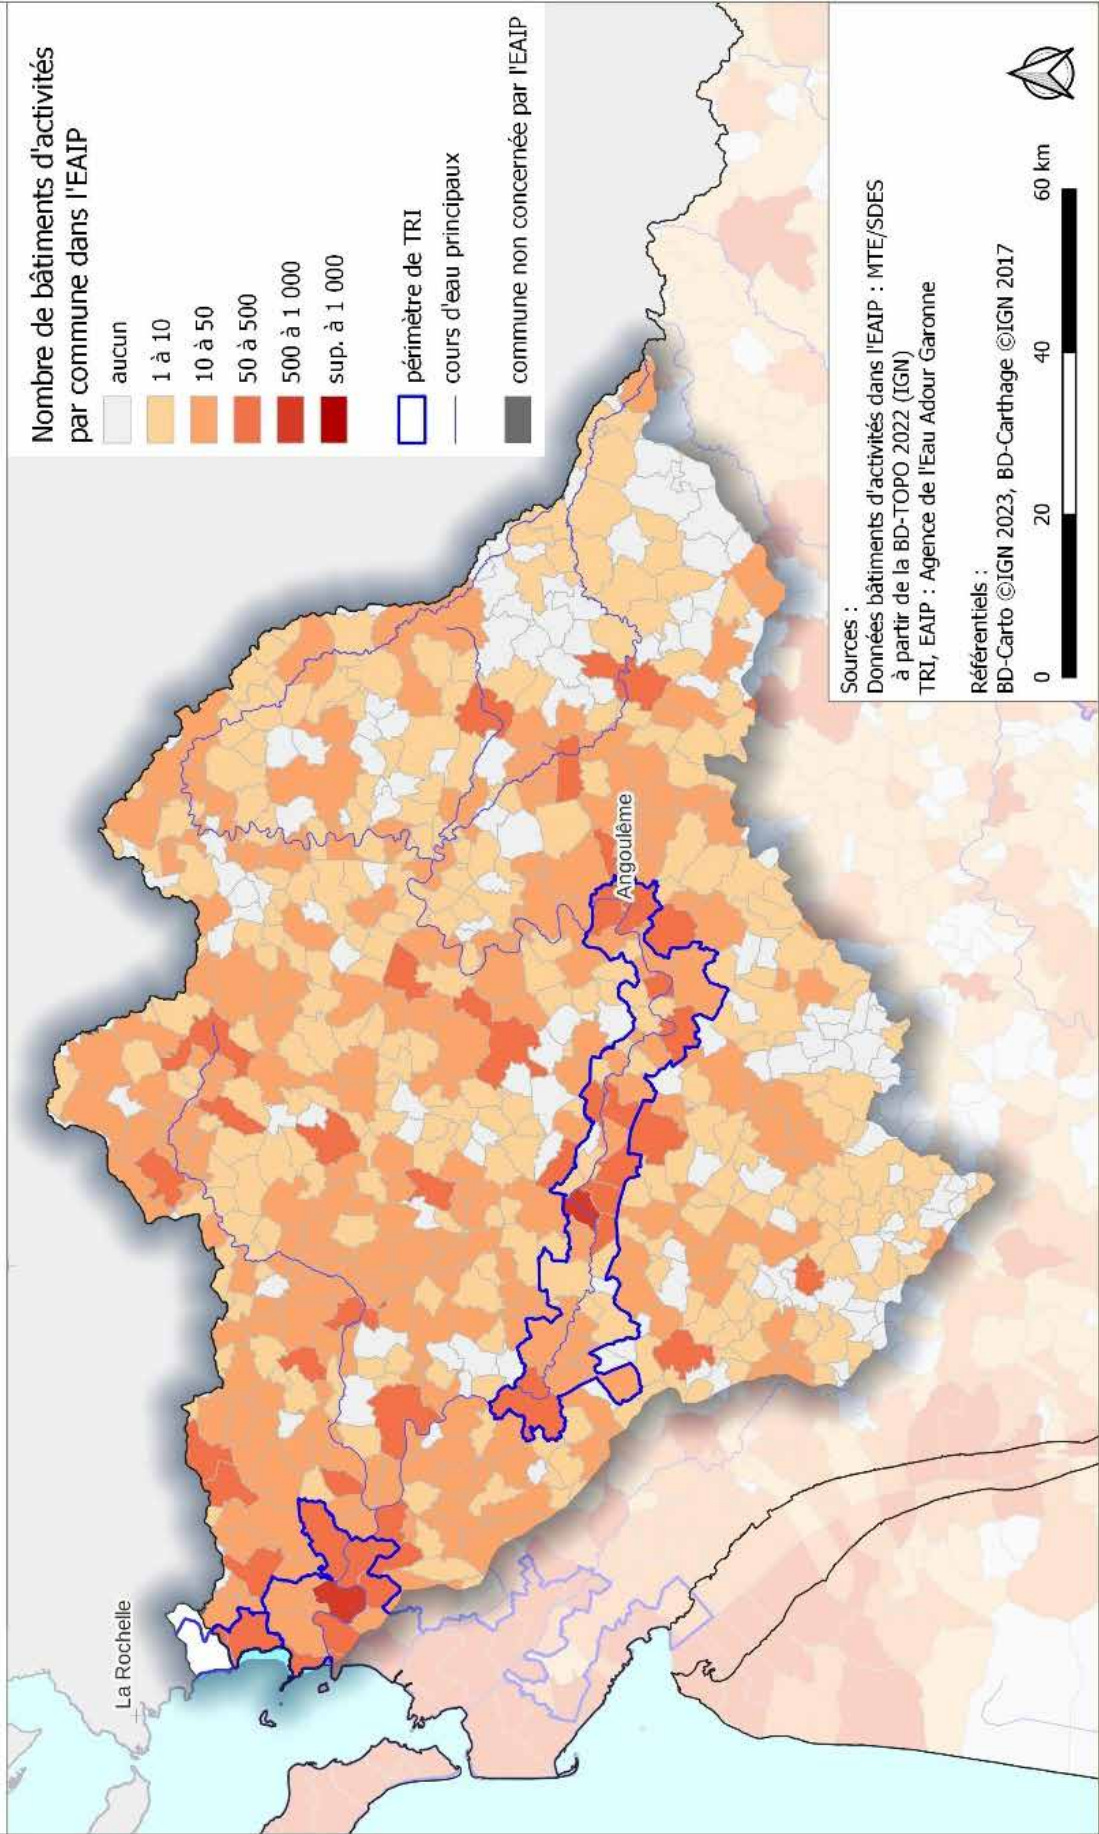 Nombre de bâtiments d'activités
par commune dans l'EAIP
aucun
1 à 10
10 à 50
50 à 500
500 à 1 000
sup. à 1 000
périmètre de TRI
cours d'eau principaux
commune non concernée par l'EAIP
La Rochelle
Angoulême
Sources :
Données bâtiments d'activités dans l'EAIP : MTE/SDES
à partir de la BD-TOPO 2022 (IGN)
TRI, EAIP : Agence de l'Eau Adour Garonne
Référentiels :
BD-Carto ©IGN 2023, BD-Carthage ©IGN 2017
0 20 40 60 km